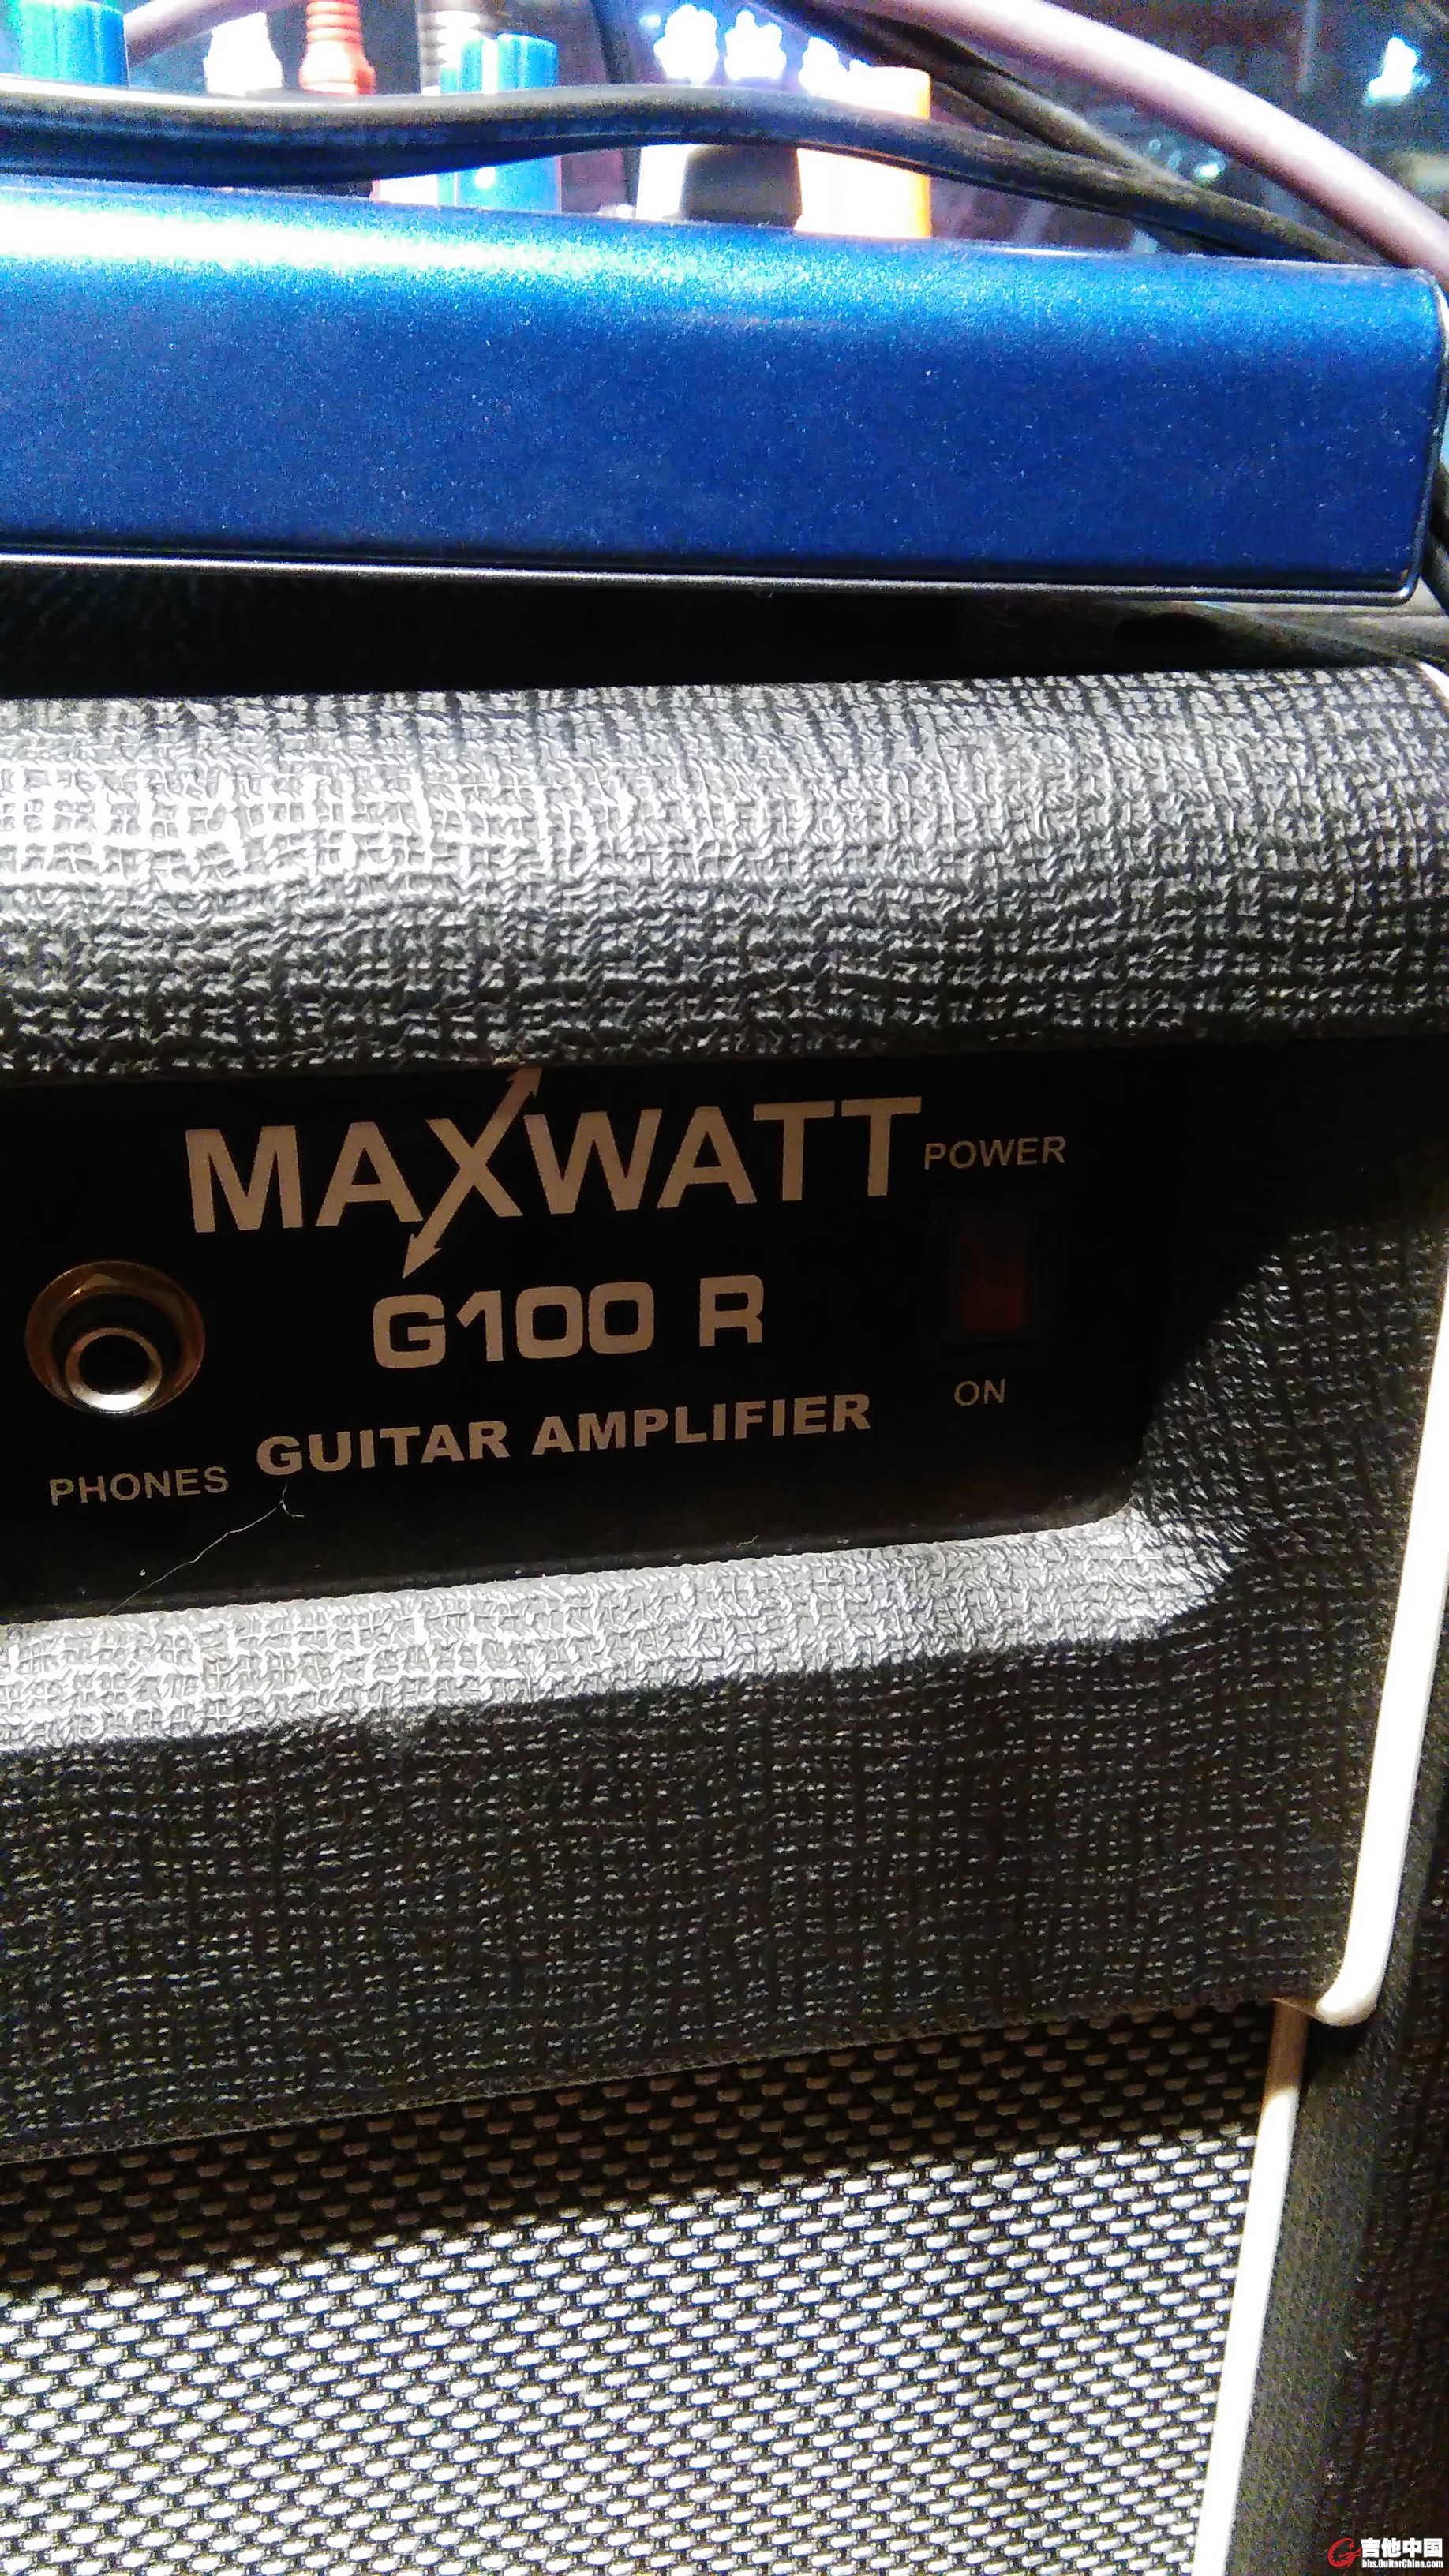 MAXWATT
POWER
G100 R
ON
GUITAR AMPLIFIER
PHONES
吉他中国
bbs.GuitarChina.com